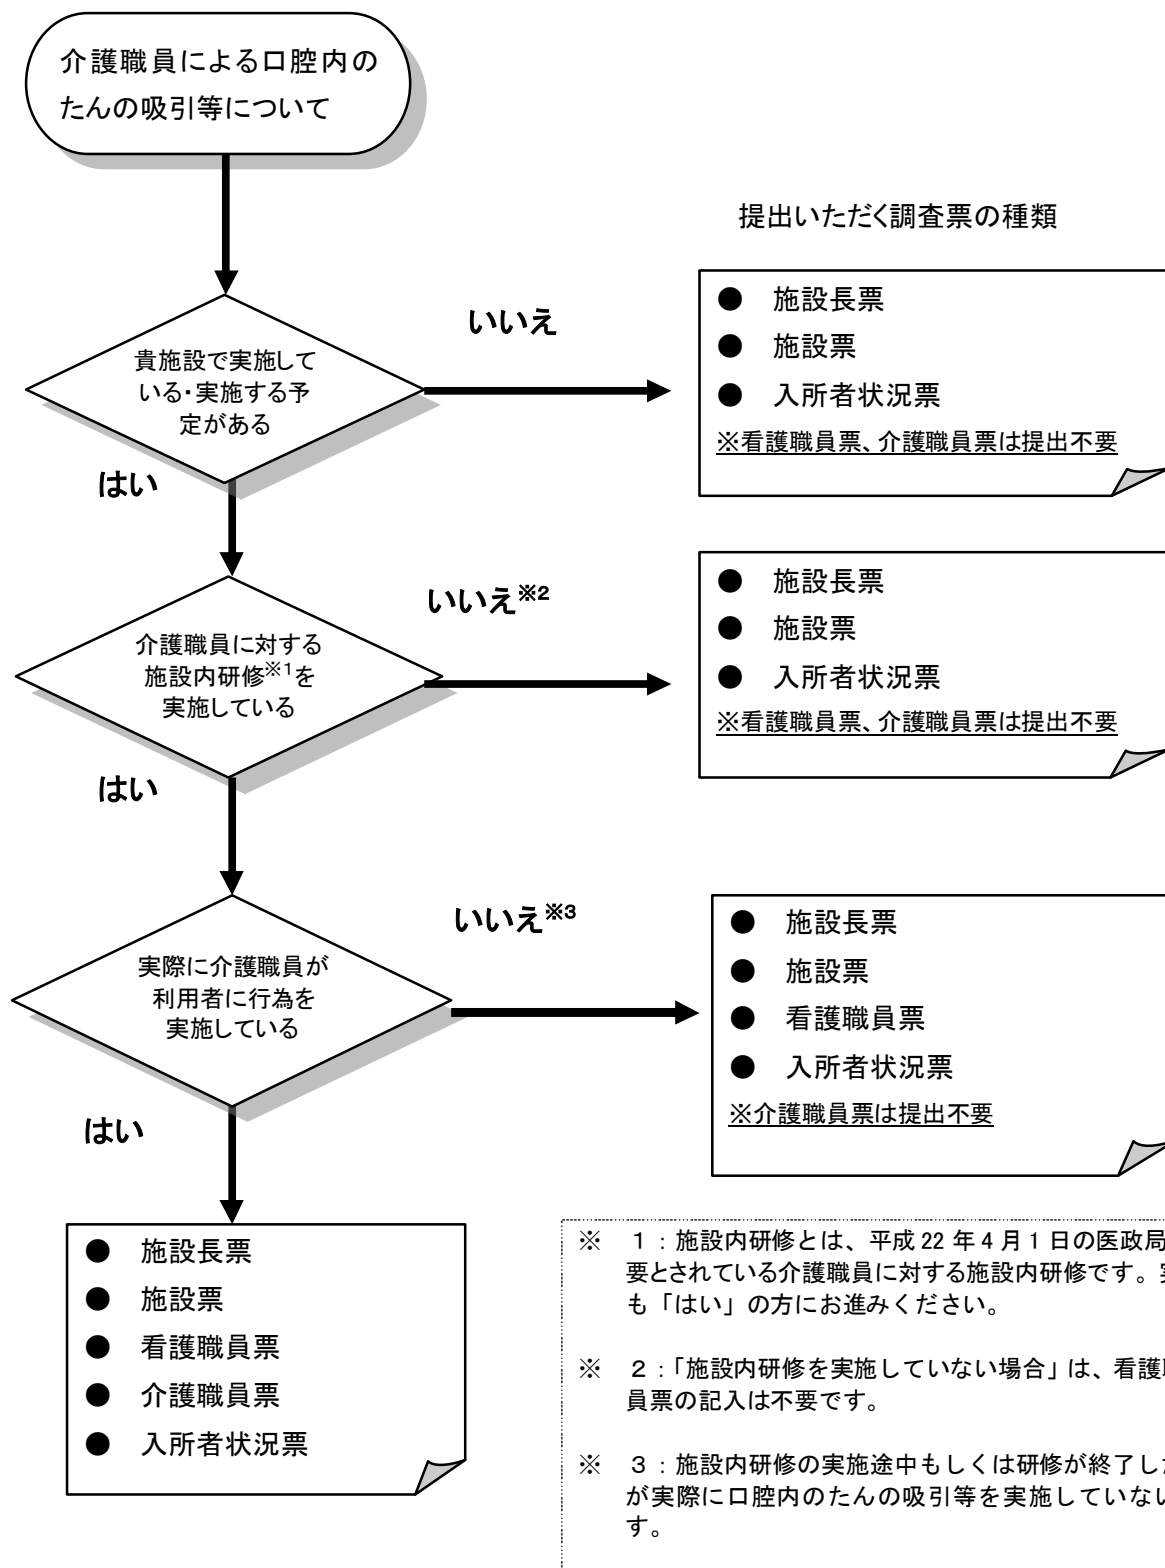 介護職員による口腔内の
たんの吸引等について
提出いただく調査票の種類
貴施設で実施して
いる・実施する予
定がある
いいえ
● 施設長票
● 施設票
● 入所者状況票
※看護職員票、介護職員票は提出不要
はい
介護職員に対する
施設内研修※1を
実施している
いいえ※2
● 施設長票
● 施設票
● 入所者状況票
※看護職員票、介護職員票は提出不要
はい
実際に介護職員が
利用者に行為を
実施している
いいえ※3
● 施設長票
● 施設票
● 看護職員票
● 入所者状況票
※介護職員票は提出不要
はい
● 施設長票
● 施設票
● 看護職員票
● 介護職員票
● 入所者状況票
※ 1：施設内研修とは、平成 22 年 4 月 1 日の医政局
要とされている介護職員に対する施設内研修です。
も「はい」の方にお進みください。
※ 2：「施設内研修を実施していない場合」は、看護
員票の記入は不要です。
※ 3：施設内研修の実施途中もしくは研修が終了し
が実際に口腔内のたんの吸引等を実施していない
す。